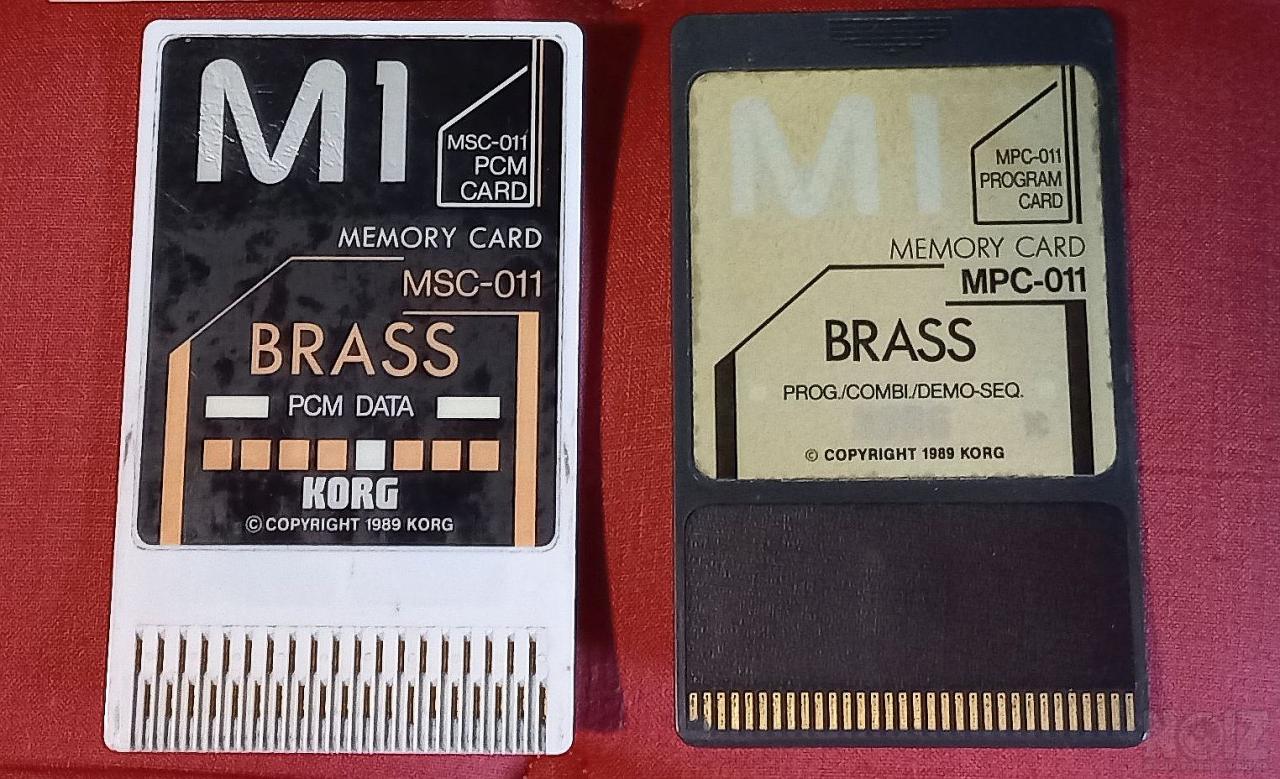 M1
MSC-011
PCM
CARD
MEMORY CARD
MSC-011
BRASS
PCM DATA
KORG
© COPYRIGHT 1989 KORG
M1
MPC-011
PROGRAM
CARD
MEMORY CARD
MPC-011
BRASS
PROG./COMBI./DEMO-SEQ.
© COPYRIGHT 1989 KORG
NOIZ